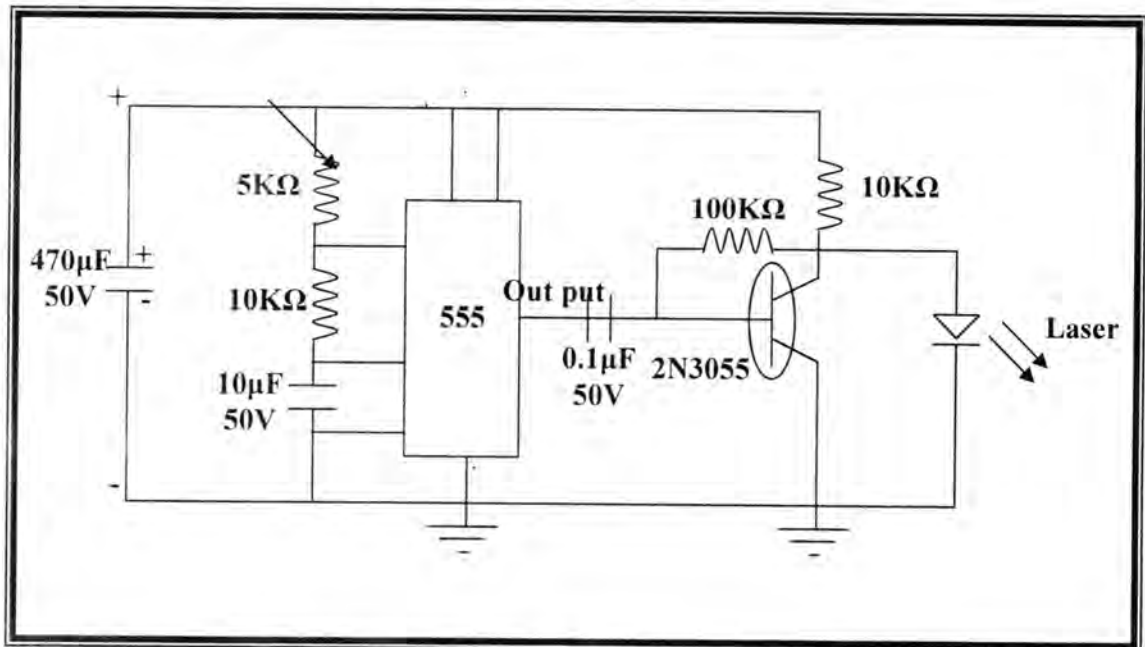 +
5KΩ
10KΩ
100KΩ
470µF
50V
+
-
10KΩ
555
Out put
Laser
0.1µF
50V
2N3055
10µF
50V
-